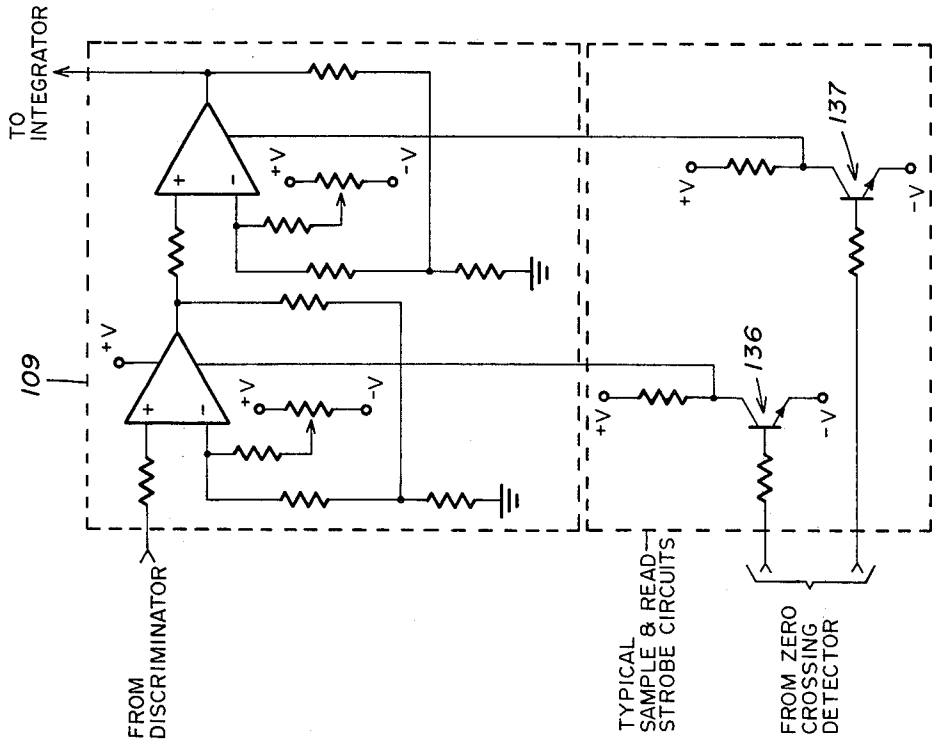 TO
INTEGRATOR
109
+V
+
-
+V
-V
+
-
+V
-V
FROM
DISCRIMINATOR
TYPICAL
SAMPLE & READ-
STROBE CIRCUITS
+V
136
-V
+V
137
-V
FROM ZERO
CROSSING
DETECTOR